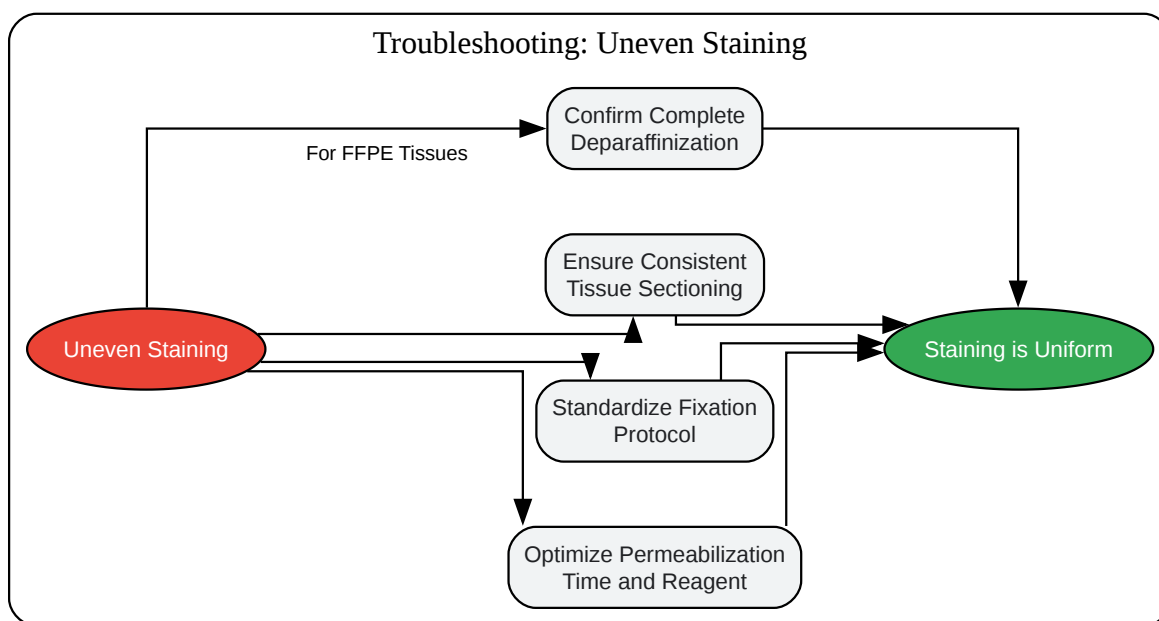 Troubleshooting: Uneven Staining
Confirm Complete
Deparaffinization
For FFPE Tissues
Ensure Consistent
Tissue Sectioning
Uneven Staining
Staining is Uniform
Standardize Fixation
Protocol
Optimize Permeabilization
Time and Reagent